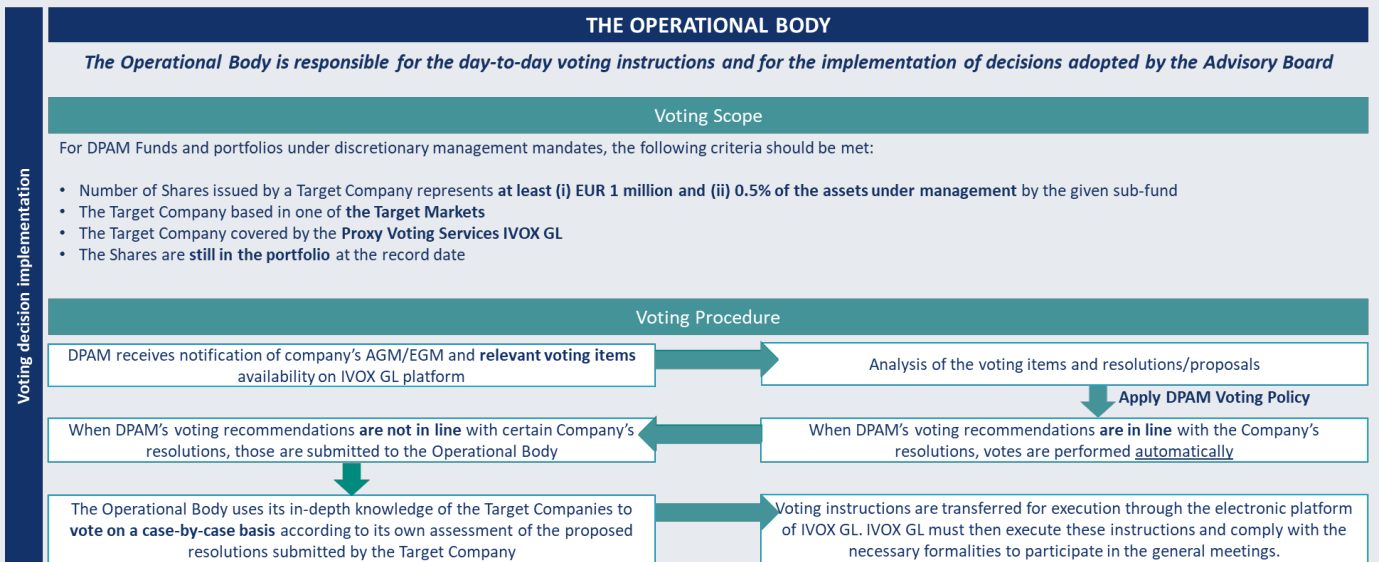 THE OPERATIONAL BODY
The Operational Body is responsible for the day-to-day voting instructions and for the implementation of decisions adopted by the Advisory Board
Voting decision implementation
Voting Scope
For DPAM Funds and portfolios under discretionary management mandates, the following criteria should be met:
• Number of Shares issued by a Target Company represents at least (i) EUR 1 million and (ii) 0.5% of the assets under management by the given sub-fund
• The Target Company based in one of the Target Markets
• The Target Company covered by the Proxy Voting Services IVOX GL
• The Shares are still in the portfolio at the record date
Voting Procedure
DPAM receives notification of company's AGM/EGM and relevant voting items
availability on IVOX GL platform
Analysis of the voting items and resolutions/proposals
Apply DPAM Voting Policy
When DPAM's voting recommendations are in line with the Company's
resolutions, votes are performed automatically
When DPAM's voting recommendations are not in line with certain Company's
resolutions, those are submitted to the Operational Body
The Operational Body uses its in-depth knowledge of the Target Companies to
vote on a case-by-case basis according to its own assessment of the proposed
resolutions submitted by the Target Company
Voting instructions are transferred for execution through the electronic platform
of IVOX GL. IVOX GL must then execute these instructions and comply with the
necessary formalities to participate in the general meetings.